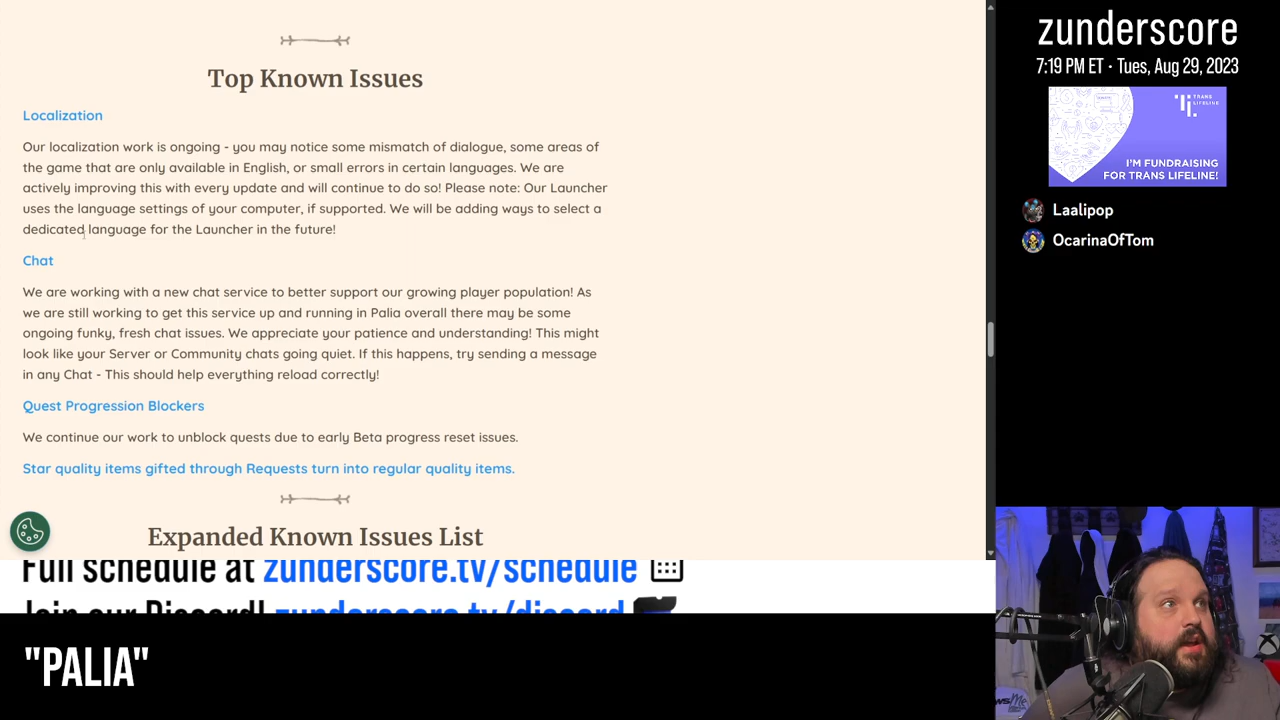 Top Known Issues
Localization
Our localization work is ongoing - you may notice some mismatch of dialogue, some areas of
the game that are only available in English, or small errors in certain languages. We are
actively improving this with every update and will continue to do so! Please note: Our Launcher
uses the language settings of your computer, if supported. We will be adding ways to select a
dedicated language for the Launcher in the future!
Chat
We are working with a new chat service to better support our growing player population! As
we are still working to get this service up and running in Palia overall there may be some
ongoing funky, fresh chat issues. We appreciate your patience and understanding! This might
look like your Server or Community chats going quiet. If this happens, try sending a message
in any Chat - This should help everything reload correctly!
Quest Progression Blockers
We continue our work to unblock quests due to early Beta progress reset issues.
Star quality items gifted through Requests turn into regular quality items.
Expanded Known Issues List
Full schedule at zunderscore.tv/schedule
Join our Discord! zunderscore.tv/discord
"PALIA"
zunderscore
7:19 PM ET · Tues, Aug 29, 2023
TRANS
LIFELINE
I'M FUNDRAISING
FOR TRANS LIFELINE!
Laalipop
OcarinaOfTom